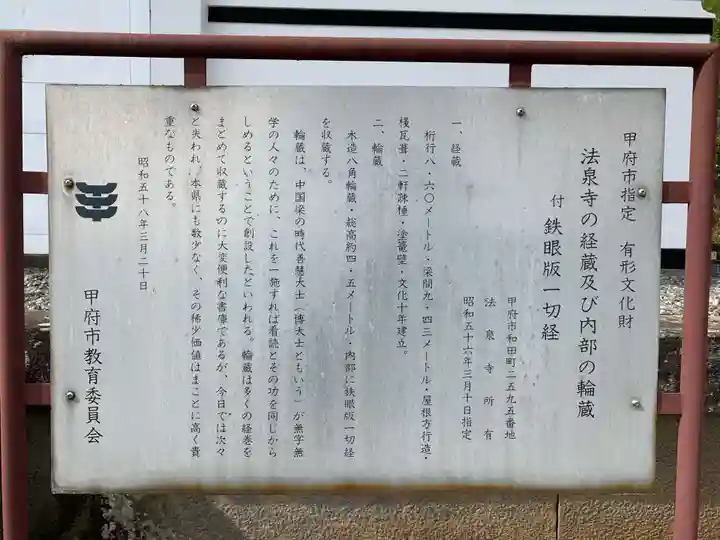 甲府市指定　有形文化財
法泉寺の経蔵及び内部の輪蔵
付　鉄眼版一切経
甲府市和田町二五九五番地
法泉寺所有
昭和五十六年三月十日指定
一、経蔵
桁行八・六〇メートル・梁間九・四三メートル・屋根方行造・
棧瓦葺・二軒疎棰・塗篭壁・文化十年建立。
二、輪蔵
木造八角輪蔵・総高約四・五メートル・内部に鉄眼版一切経
を収蔵する。
輪蔵は、中国梁の時代善慧大士（博大士ともいう）が無字無
学の人々のために、これを一施すれば看読とその功を同じから
しめるということで創設したといわれる。輪蔵は多くの経巻を
まとめて収蔵するのに大変便利な書庫であるが、今日では次々
と失われ、本県にも数少なく、その稀少価値はまことに高く貴
重なものである。
昭和五十八年三月二十日
甲府市教育委員会